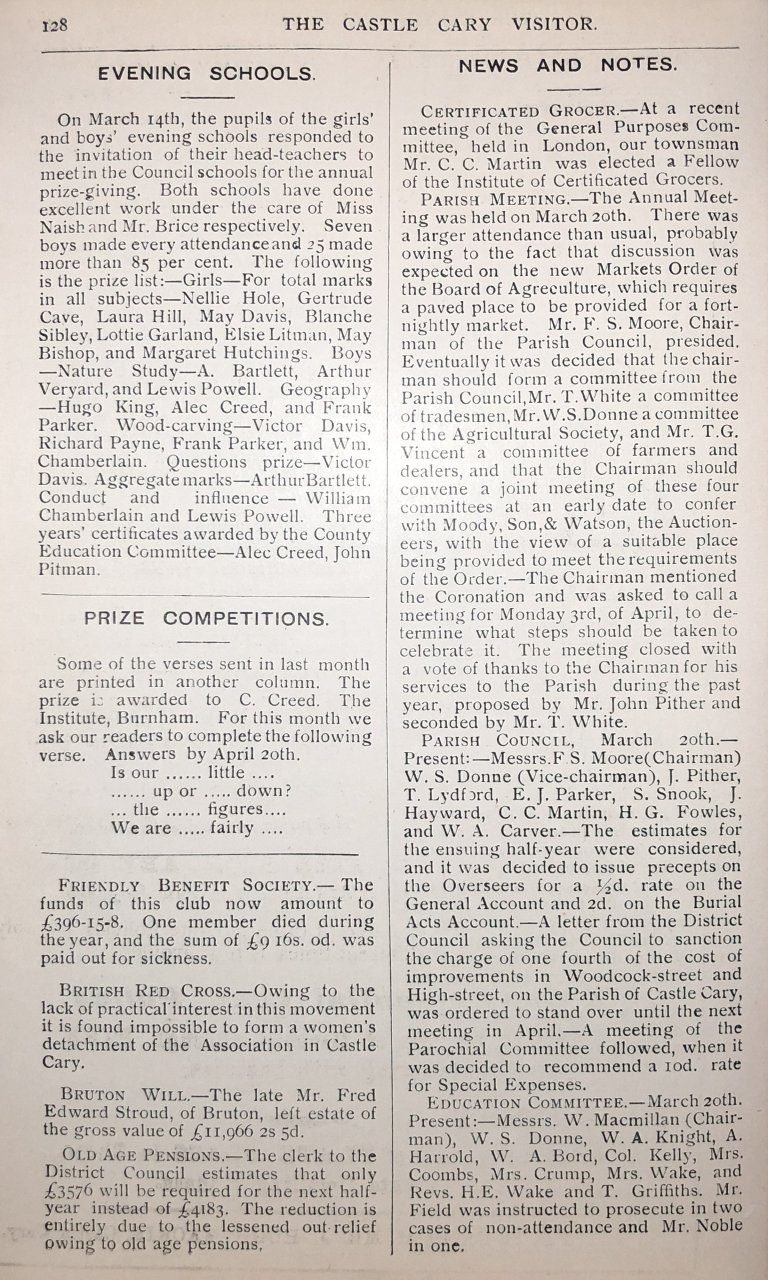 128
THE CASTLE CARY VISITOR.
EVENING SCHOOLS.
On March 14th, the pupils of the girls'
and boys' evening schools responded to
the invitation of their head-teachers to
meet in the Council schools for the annual
prize-giving. Both schools have done
excellent work under the care of Miss
Naish and Mr. Brice respectively. Seven
boys made every attendance and 25 made
more than 85 per cent. The following
is the prize list:—Girls—For total marks
in all subjects—Nellie Hole, Gertrude
Cave, Laura Hill, May Davis, Blanche
Sibley, Lottie Garland, Elsie Litman, May
Bishop, and Margaret Hutchings. Boys
—Nature Study—A. Bartlett, Arthur
Veryard, and Lewis Powell. Geography
—Hugo King, Alec Creed, and Frank
Parker. Wood-carving—Victor Davis,
Richard Payne, Frank Parker, and Wm.
Chamberlain. Questions prize—Victor
Davis. Aggregate marks—Arthur Bartlett.
Conduct and influence — William
Chamberlain and Lewis Powell. Three
years' certificates awarded by the County
Education Committee—Alec Creed, John
Pitman.
PRIZE COMPETITIONS.
Some of the verses sent in last month
are printed in another column. The
prize is awarded to C. Creed. The
Institute, Burnham. For this month we
ask our readers to complete the following
verse. Answers by April 20th.
Is our ...... little ....
...... up or ..... down?
... the ...... figures....
We are ..... fairly ....
FRIENDLY BENEFIT SOCIETY.— The
funds of this club now amount to
£396-15-8. One member died during
the year, and the sum of £9 16s. od. was
paid out for sickness.
BRITISH RED CROSS.—Owing to the
lack of practical interest in this movement
it is found impossible to form a women's
detachment of the Association in Castle
Cary.
BRUTON WILL.—The late Mr. Fred
Edward Stroud, of Bruton, left estate of
the gross value of £11,966 2s 5d.
OLD AGE PENSIONS.—The clerk to the
District Council estimates that only
£3576 will be required for the next half-
year instead of £4183. The reduction is
entirely due to the lessened out-relief
owing to old age pensions,
NEWS AND NOTES.
CERTIFICATED GROCER.—At a recent
meeting of the General Purposes Com-
mittee, held in London, our townsman
Mr. C. C. Martin was elected a Fellow
of the Institute of Certificated Grocers.
PARISH MEETING.—The Annual Meet-
ing was held on March 20th. There was
a larger attendance than usual, probably
owing to the fact that discussion was
expected on the new Markets Order of
the Board of Agreculture, which requires
a paved place to be provided for a fort-
nightly market. Mr. F. S. Moore, Chair-
man of the Parish Council, presided.
Eventually it was decided that the chair-
man should form a committee from the
Parish Council, Mr. T. White a committee
of tradesmen, Mr. W.S. Donne a committee
of the Agricultural Society, and Mr. T.G.
Vincent a committee of farmers and
dealers, and that the Chairman should
convene a joint meeting of these four
committees at an early date to confer
with Moody, Son,& Watson, the Auction-
eers, with the view of a suitable place
being provided to meet the requirements
of the Order.—The Chairman mentioned
the Coronation and was asked to call a
meeting for Monday 3rd, of April, to de-
termine what steps should be taken to
celebrate it. The meeting closed with
a vote of thanks to the Chairman for his
services to the Parish during the past
year, proposed by Mr. John Pither and
seconded by Mr. T. White.
PARISH COUNCIL, March 20th.—
Present:—Messrs. F S. Moore(Chairman)
W. S. Donne (Vice-chairman), J. Pither,
T. Lydford, E. J. Parker, S. Snook, J.
Hayward, C. C. Martin, H. G. Fowles,
and W. A. Carver.—The estimates for
the ensuing half-year were considered,
and it was decided to issue precepts on
the Overseers for a ½d. rate on the
General Account and 2d. on the Burial
Acts Account.—A letter from the District
Council asking the Council to sanction
the charge of one fourth of the cost of
improvements in Woodcock-street and
High-street, on the Parish of Castle Cary,
was ordered to stand over until the next
meeting in April.—A meeting of the
Parochial Committee followed, when it
was decided to recommend a 10d. rate
for Special Expenses.
EDUCATION COMMITTEE.—March 20th.
Present:—Messrs. W. Macmillan (Chair-
man), W. S. Donne, W. A. Knight, A.
Harrold, W. A. Bord, Col. Kelly, Mrs.
Coombs, Mrs. Crump, Mrs. Wake, and
Revs. H.E. Wake and T. Griffiths. Mr.
Field was instructed to prosecute in two
cases of non-attendance and Mr. Noble
in one.